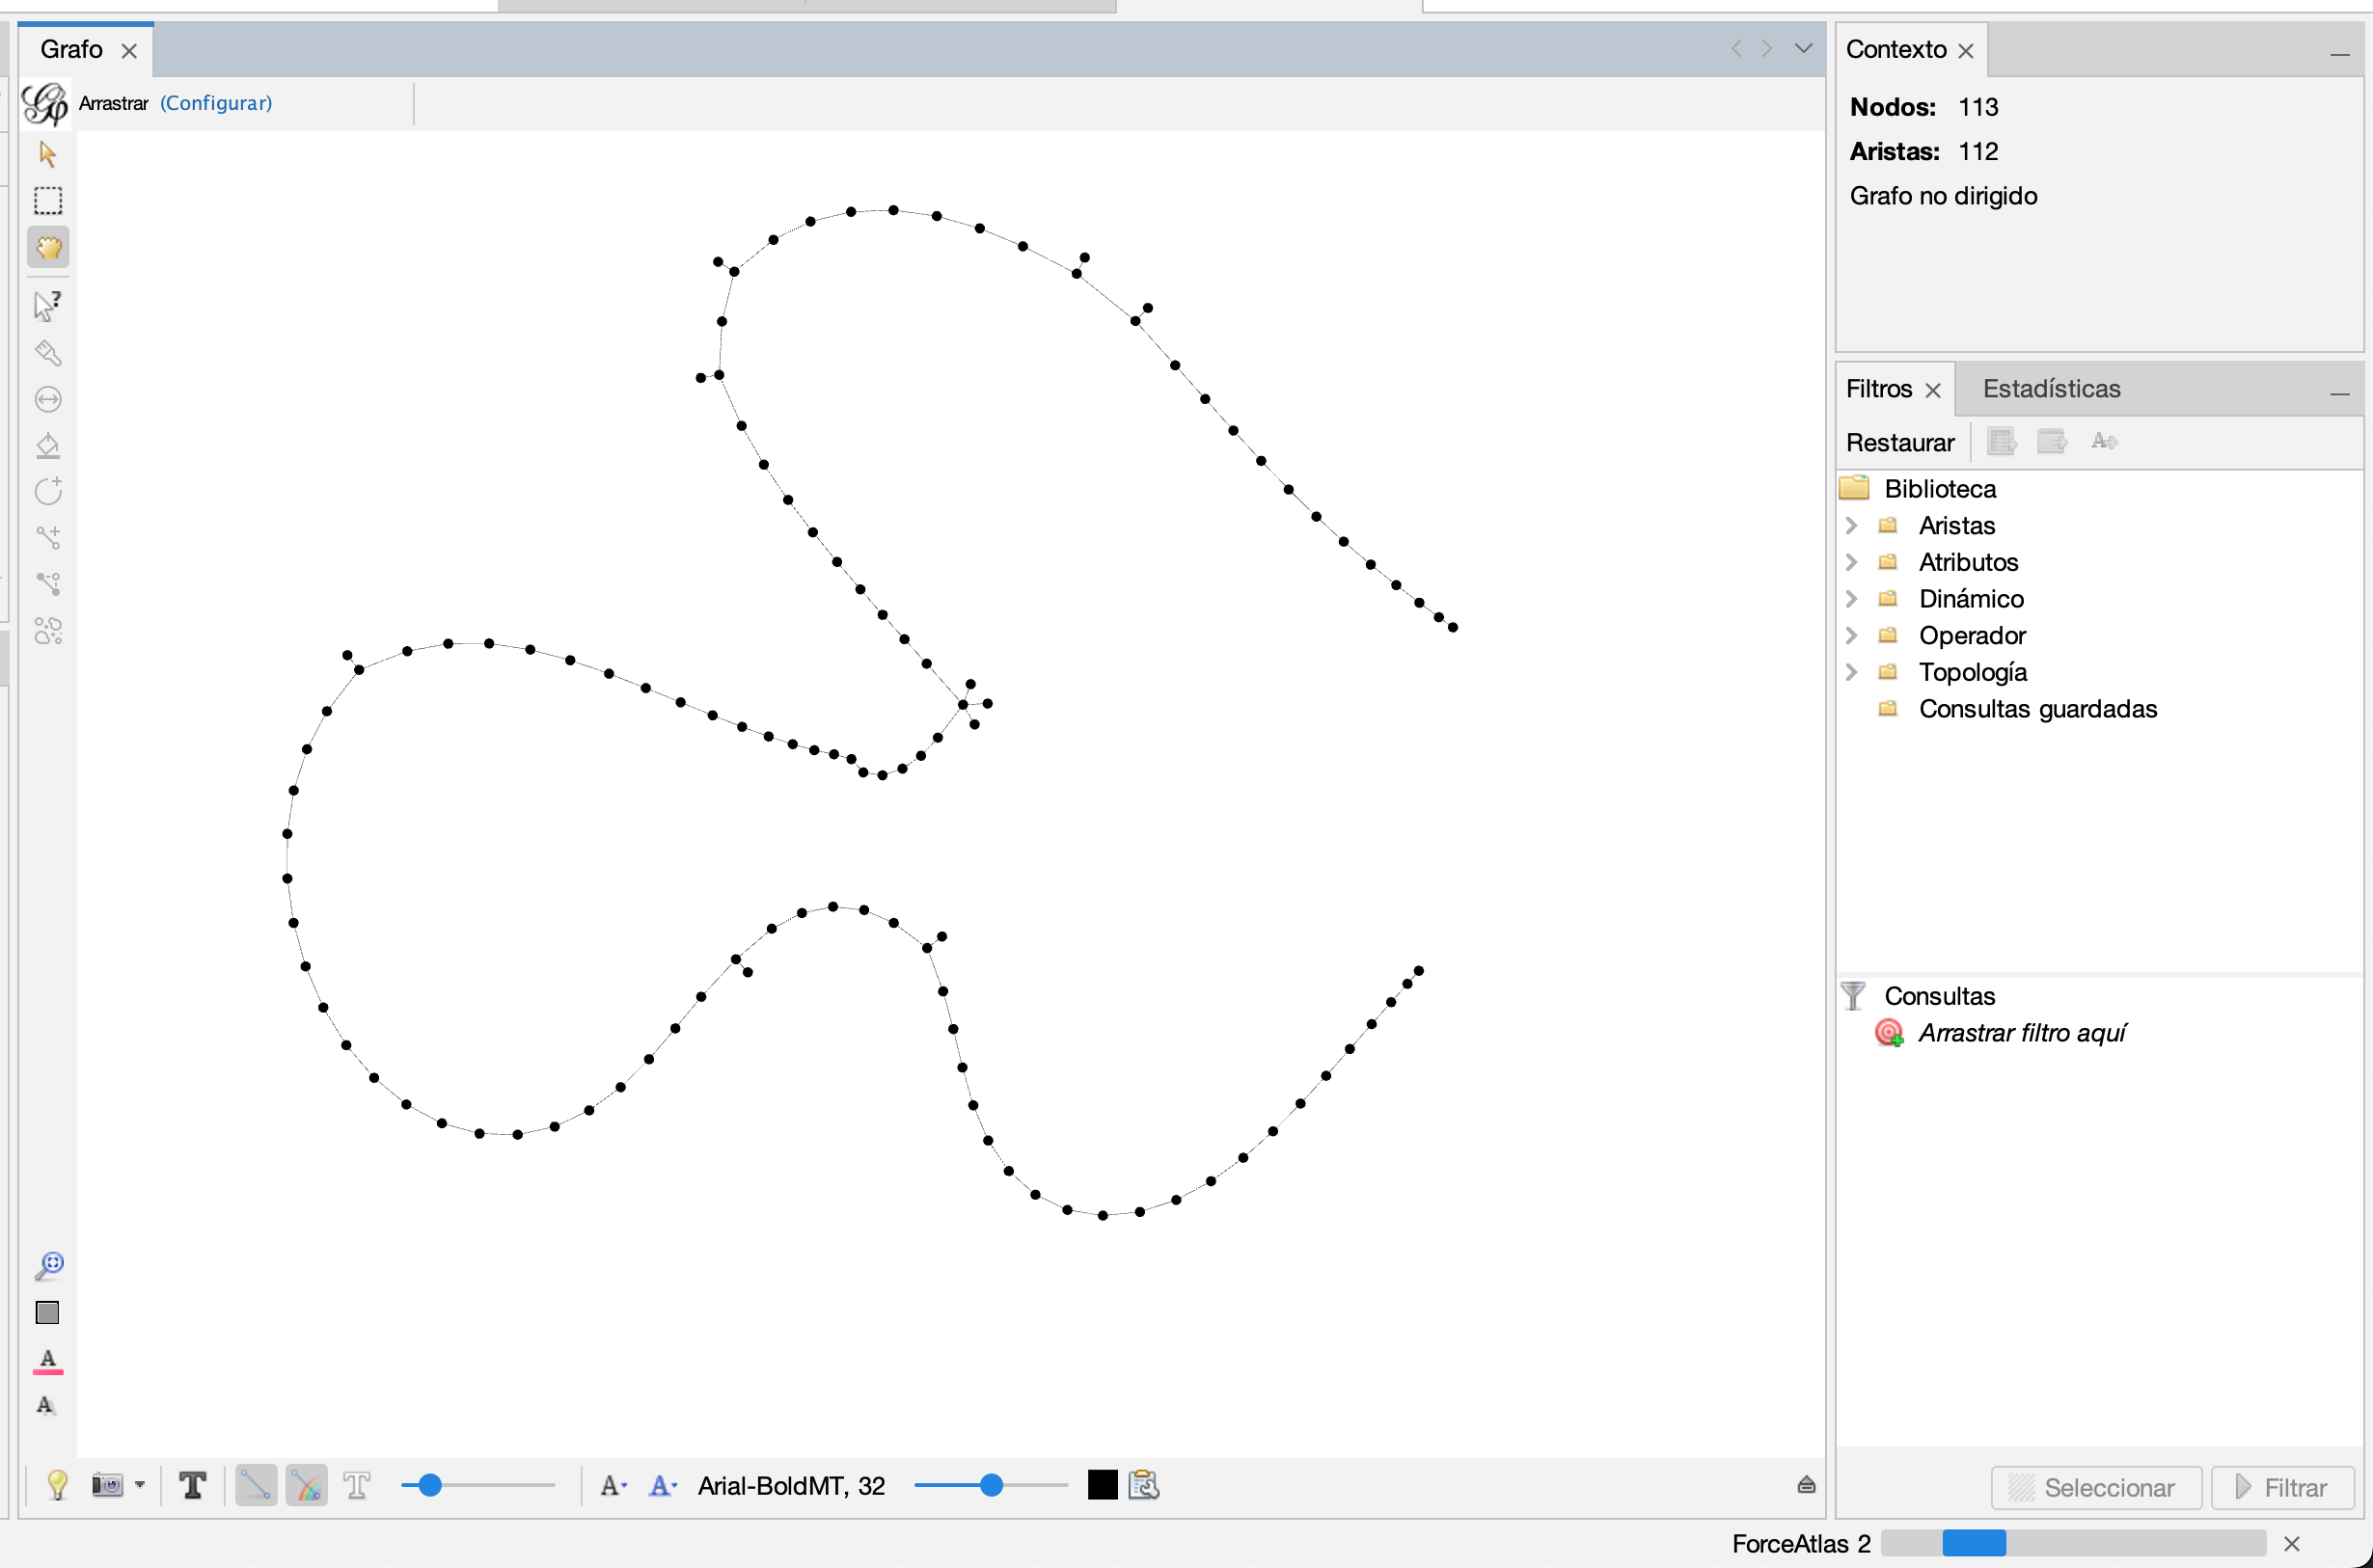 Grafo
Arrastrar (Configurar)
Contexto
Nodos: 113
Aristas: 112
Grafo no dirigido
Filtros
Estadísticas
Restaurar
Biblioteca
Aristas
Atributos
Dinámico
Operador
Topología
Consultas guardadas
Consultas
Arrastrar filtro aquí
Arial-BoldMT, 32
Seleccionar
Filtrar
ForceAtlas 2